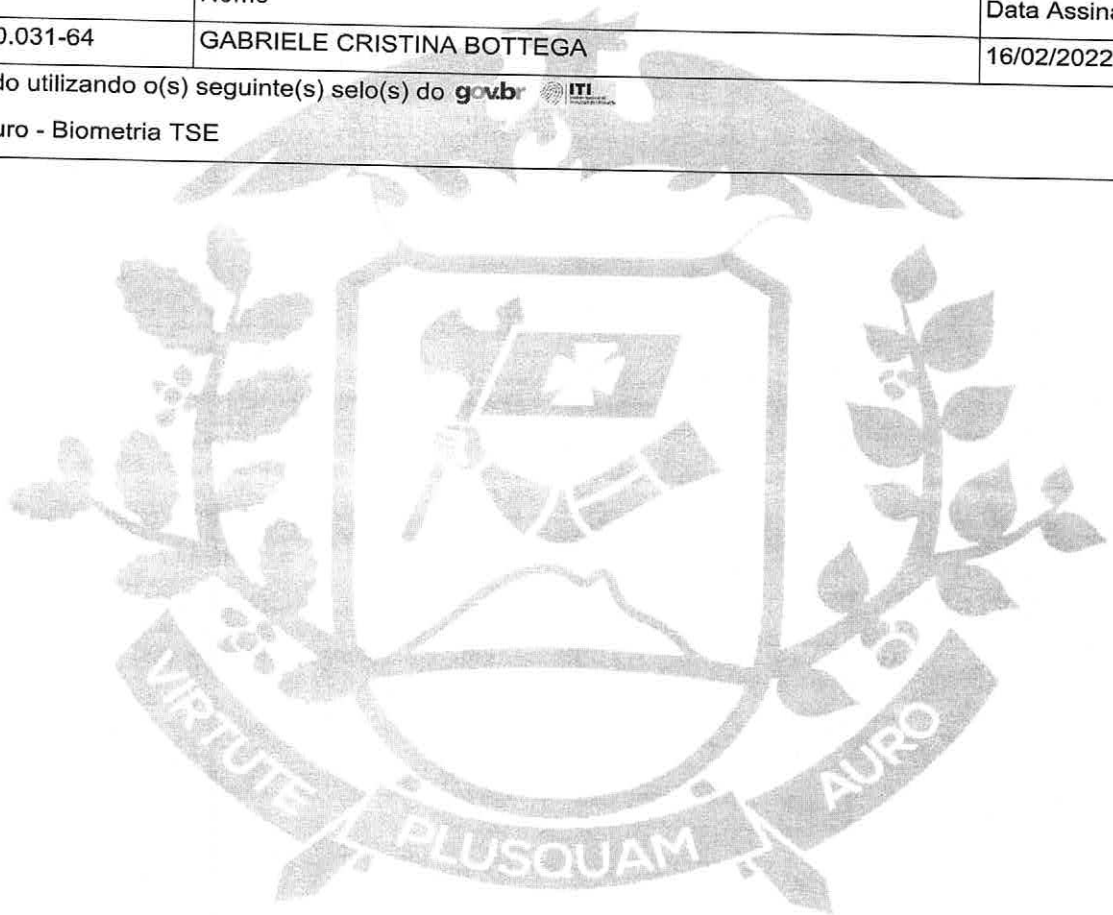 Nome
Data Assina
0.031-64
GABRIELE CRISTINA BOTTEGA
16/02/2022
do utilizando o(s) seguinte(s) selo(s) do gov.br ITI
uro - Biometria TSE
VIRTUTE PLUSQUAM AURO